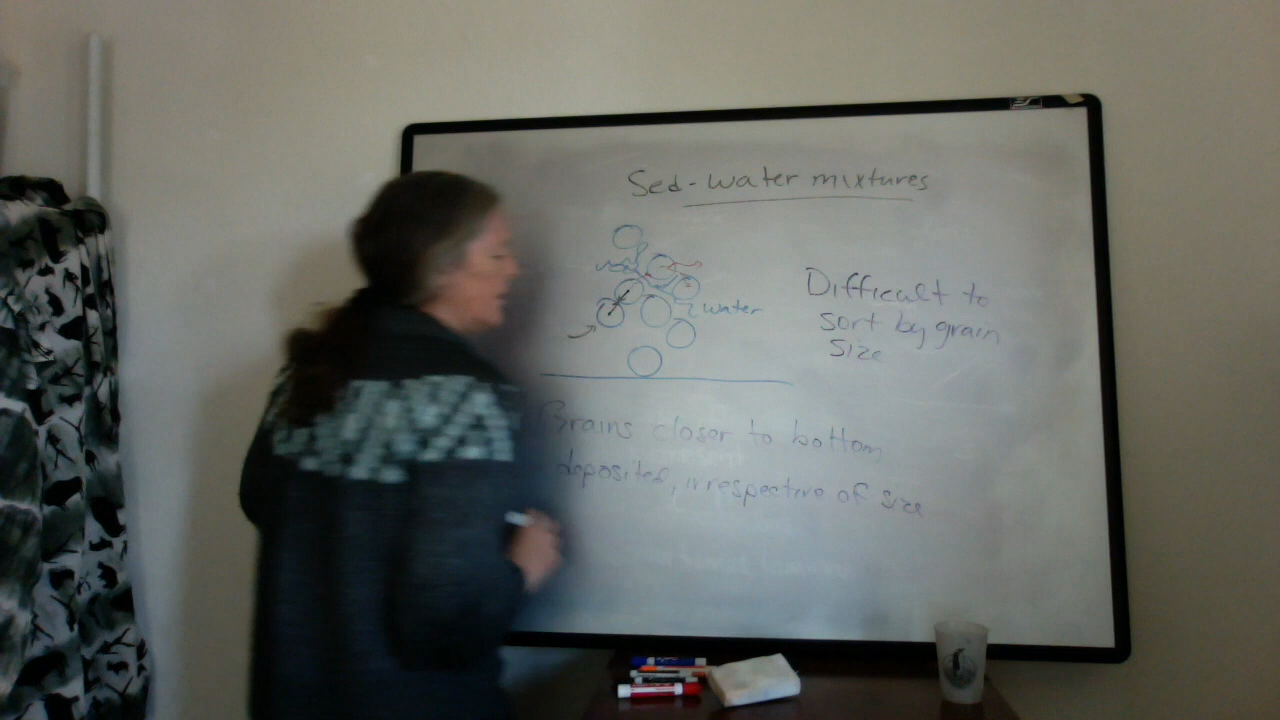 Sed-water mixtures
water
Difficult to
sort by grain
size
Grains closer to bottom
deposited, irrespective of size